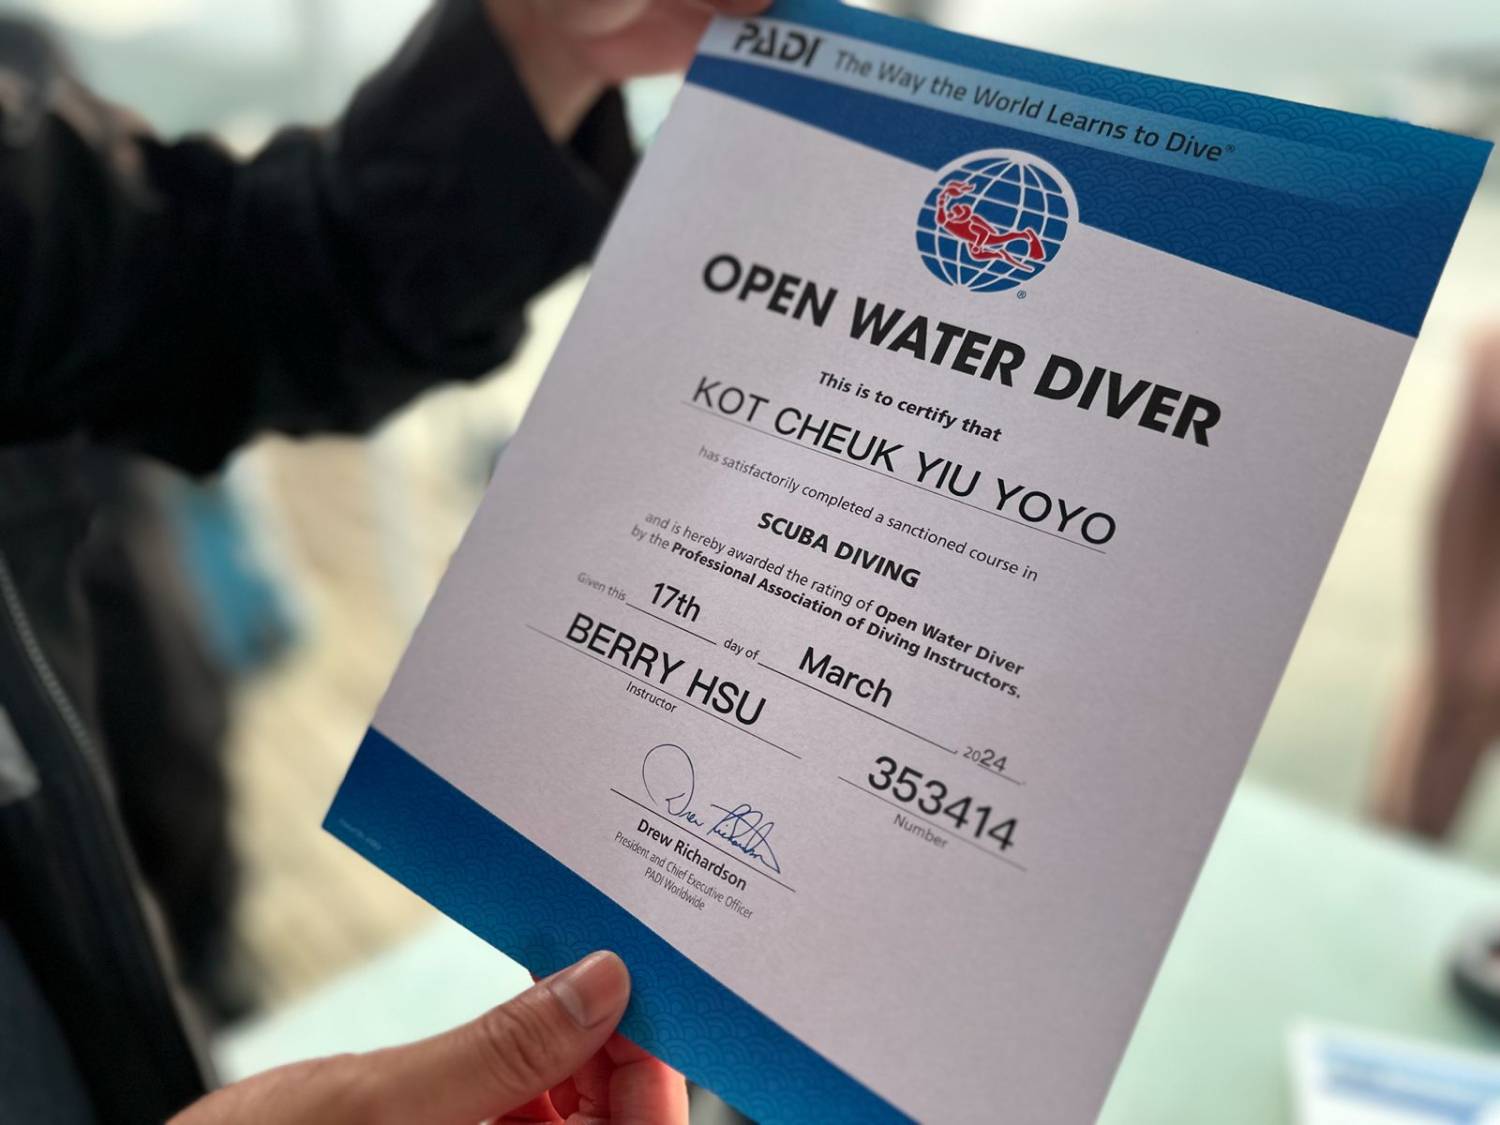 PADI The Way the World Learns to Dive®
®
OPEN WATER DIVER
This is to certify that
KOT CHEUK YIU YOYO
has satisfactorily completed a sanctioned course in
SCUBA DIVING
and is hereby awarded the rating of Open Water Diver
by the Professional Association of Diving Instructors.
Given this 17th day of March, 2024
BERRY HSU
Instructor
353414
Number
Drew Richardson
Drew Richardson
President and Chief Executive Officer
PADI Worldwide